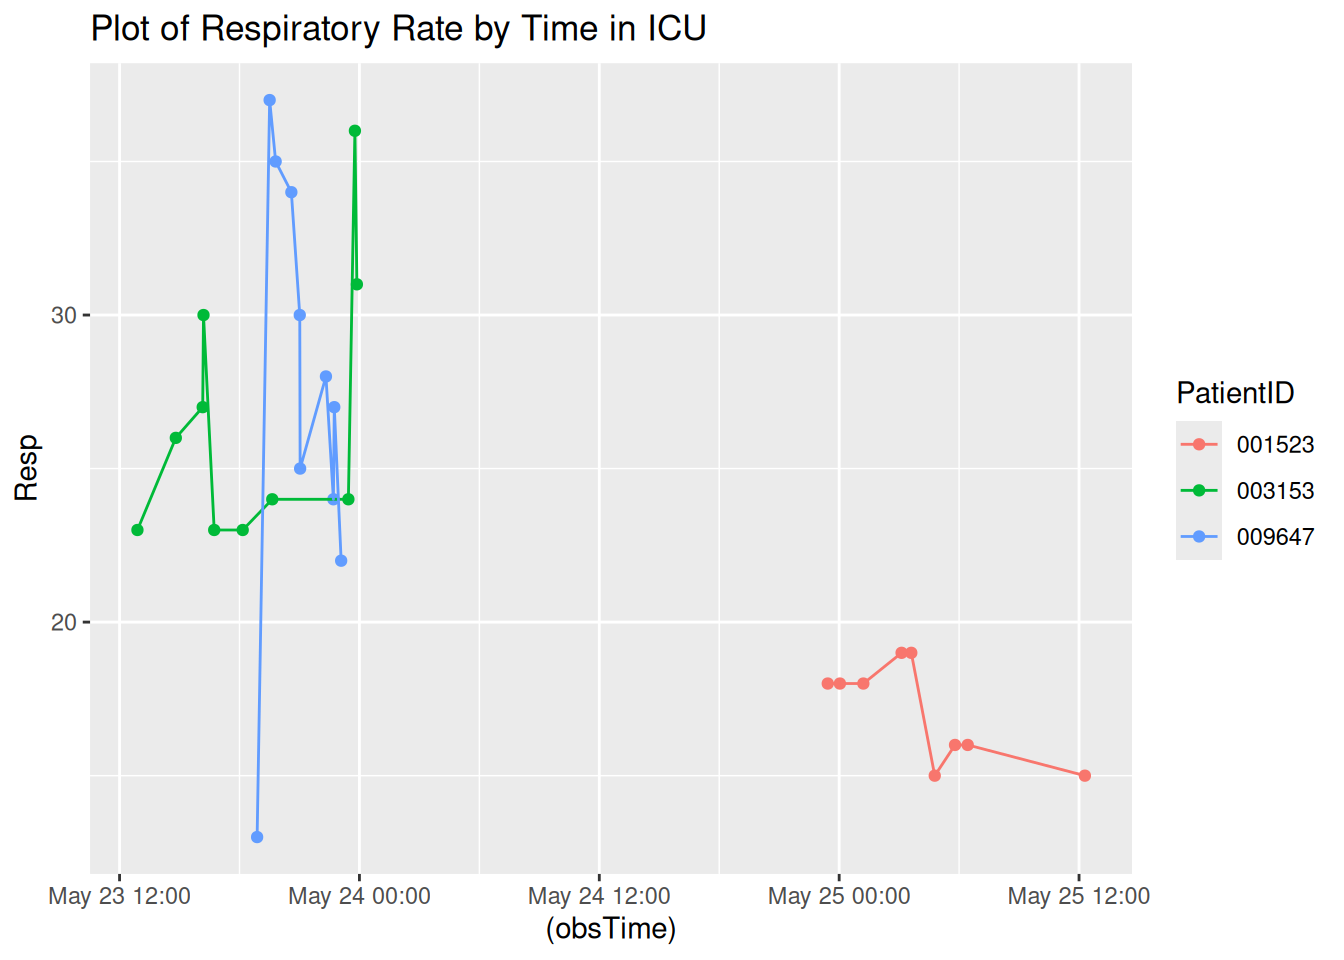 Plot of Respiratory Rate by Time in ICU
Resp
30
20
May 23 12:00
May 24 00:00
May 24 12:00
May 25 00:00
May 25 12:00
(obsTime)
PatientID
001523
003153
009647